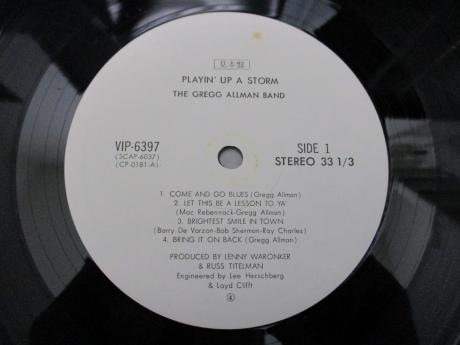 見本盤
PLAYIN' UP A STORM
THE GREGG ALLMAN BAND
VIP-6397
(SCAP-6037)
(CP-0181-A)
SIDE 1
STEREO 33 1/3
1. COME AND GO BLUES (Gregg Allman)
2. LET THIS BE A LESSON TO YA'
(Mac Rebennack-Gregg Allman)
3. BRIGHTEST SMILE IN TOWN
(Barry De Vorzon-Bob Sherman-Ray Charles)
4. BRING IT ON BACK (Gregg Allman)
PRODUCED BY LENNY WARONKER
& RUSS TITELMAN
Engineered by Lee Herschberg
& Loyd Clifft
④